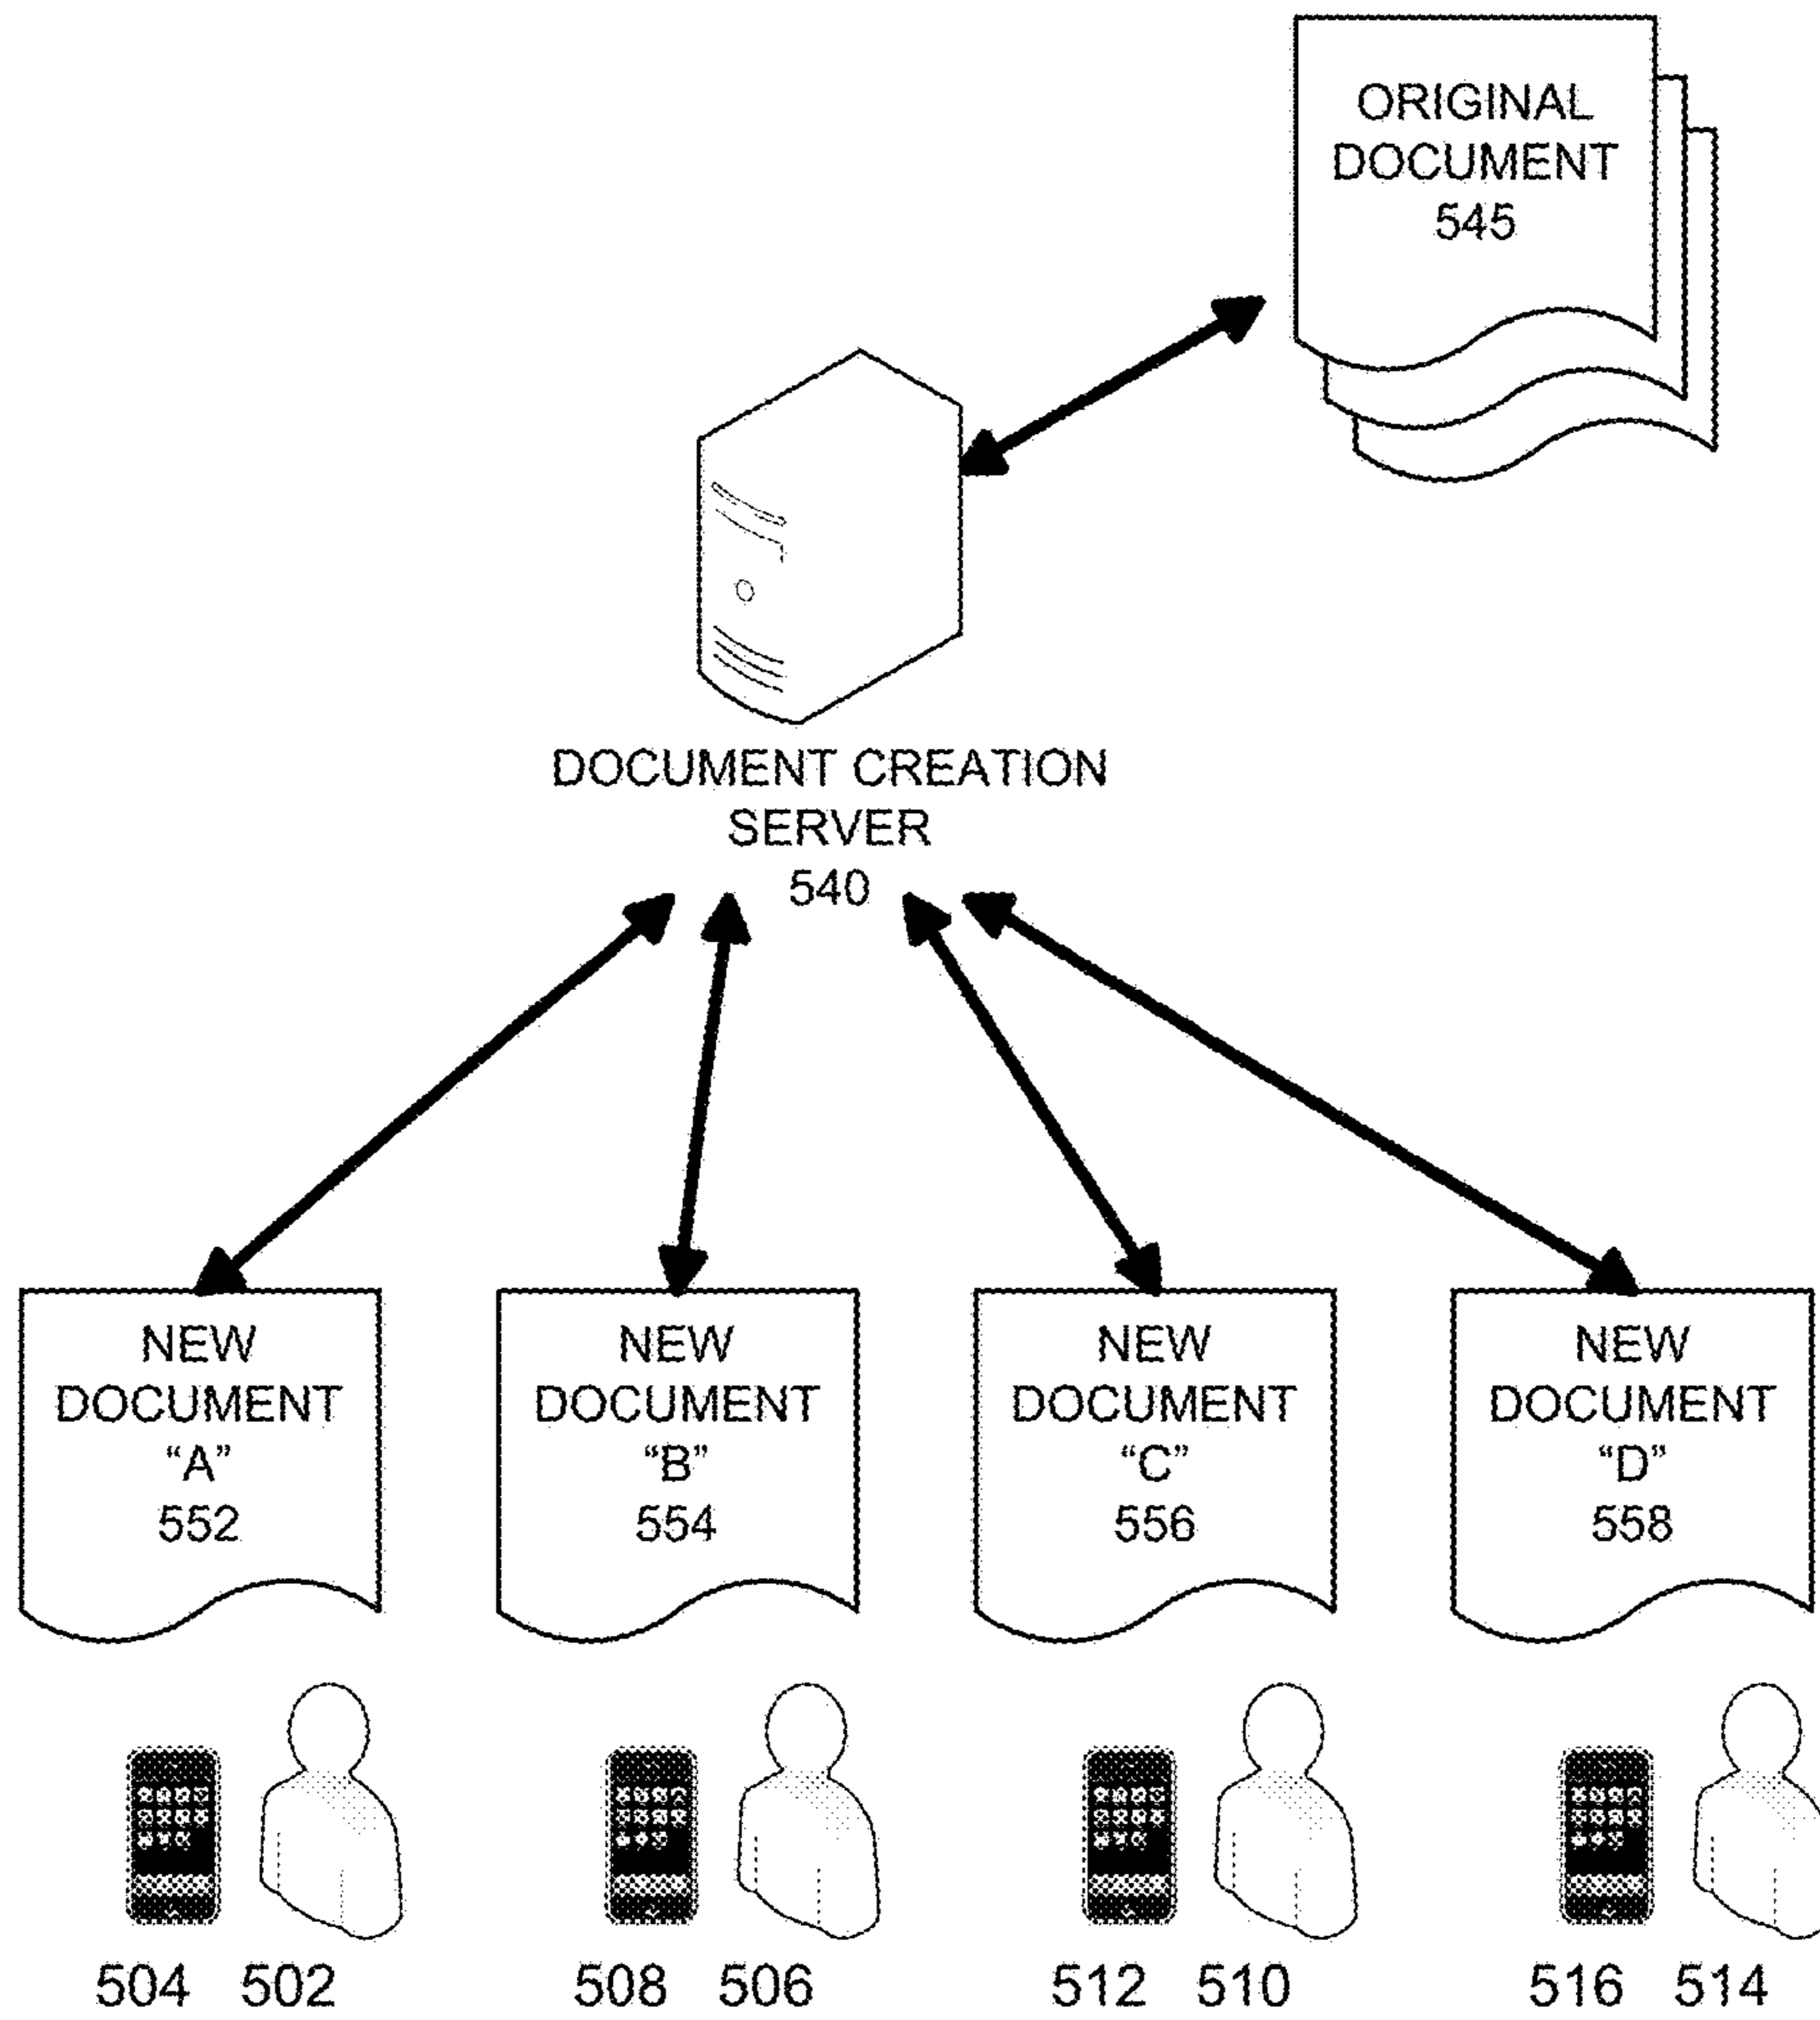 ORIGINAL
DOCUMENT
545
DOCUMENT CREATION
SERVER
540
NEW
DOCUMENT
“A”
552
NEW
DOCUMENT
“B”
554
NEW
DOCUMENT
“C”
556
NEW
DOCUMENT
“D”
558
504 502
508 506
512 510
516 514